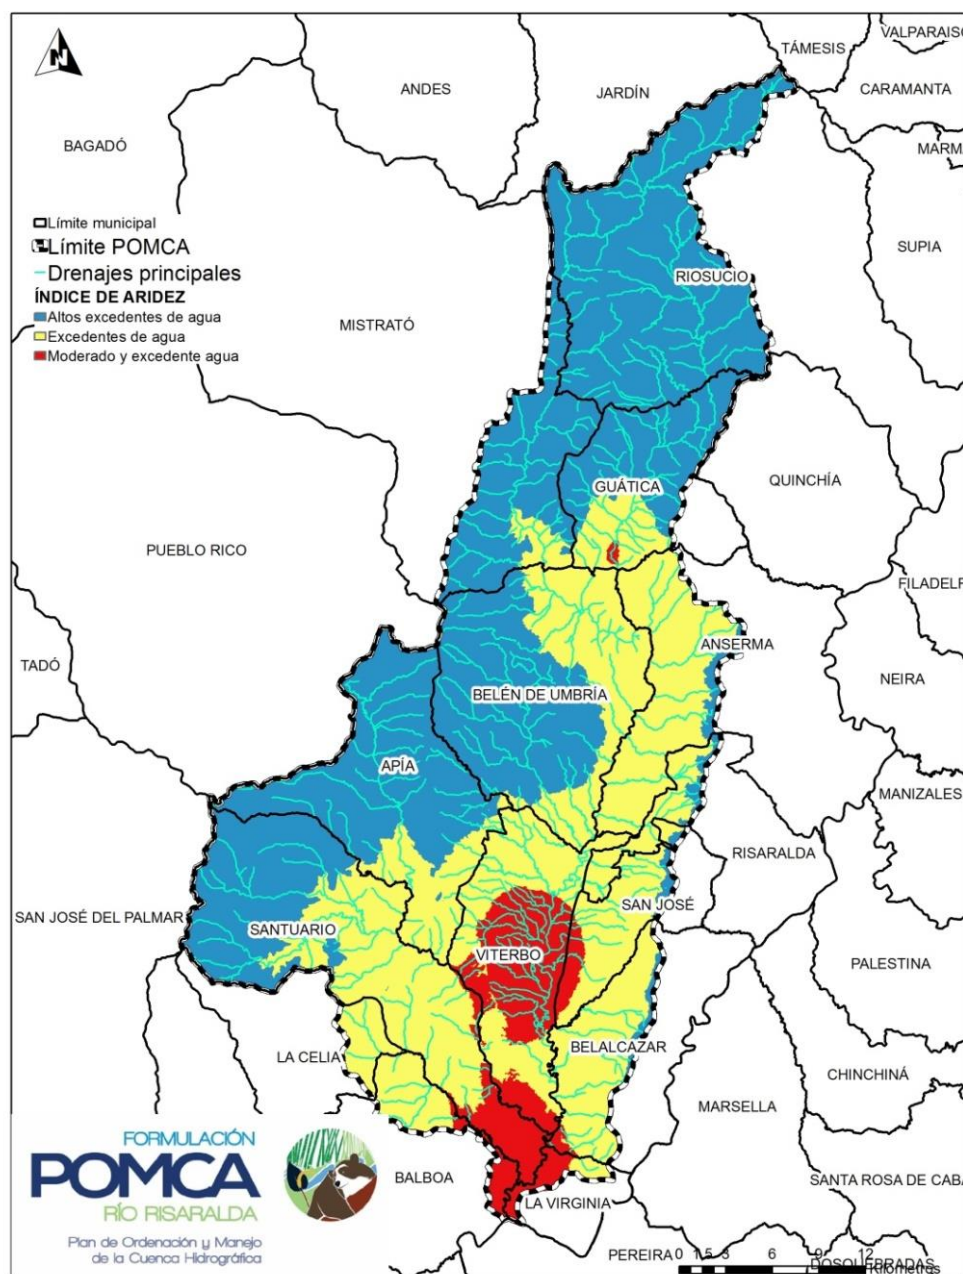 VALPARAISO
TÁMESIS
ANDES
JARDÍN
CARAMANTA
BAGADÓ
N
Límite municipal
Límite POMCA
Drenajes principales
ÍNDICE DE ARIDEZ
Altos excedentes de agua
Excedentes de agua
Moderado y excedente agua
SUPIA
RIOSUCIO
MISTRATÓ
QUINCHÍA
GUÁTICA
PUEBLO RICO
ANSERMA
TADÓ
NEIRA
BELÉN DE UMBRÍA
APÍA
MANIZALES
RISARALDA
SAN JOSÉ
SAN JOSÉ DEL PALMAR
SANTUARIO
VITERBO
PALESTINA
BELALCAZAR
LA CELIA
CHINCHINÁ
MARSELLA
FORMULACIÓN
POMCA
RÍO RISARALDA
Plan de Ordenación y Manejo
de la Cuenca Hidrográfica
BALBOA
SANTA ROSA DE CAB
LA VIRGINIA
PEREIRA
0 1,5 3 6 9 12
Kilómetros
DOSQUEBRADAS